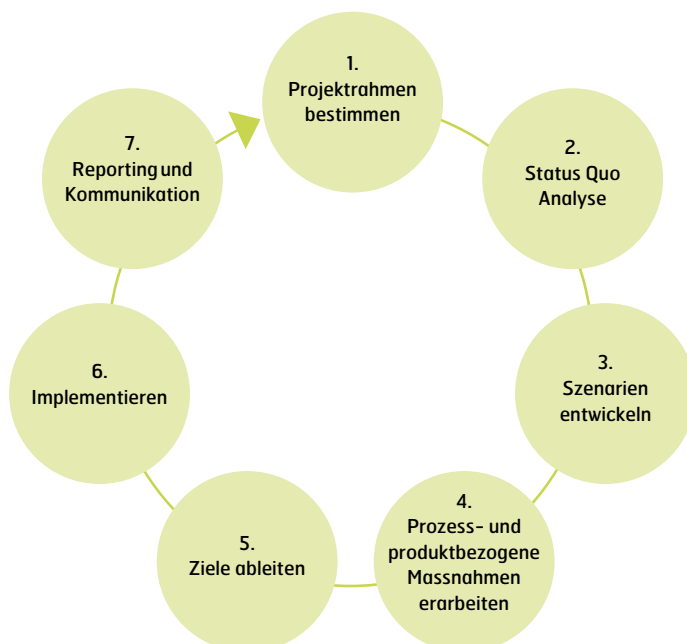 1.
Projektrahmen
bestimmen
2.
Status Quo
Analyse
3.
Szenarien
entwickeln
4.
Prozess- und
produktbezogene
Massnahmen
erarbeiten
5.
Ziele ableiten
6.
Implementieren
7.
Reporting und
Kommunikation